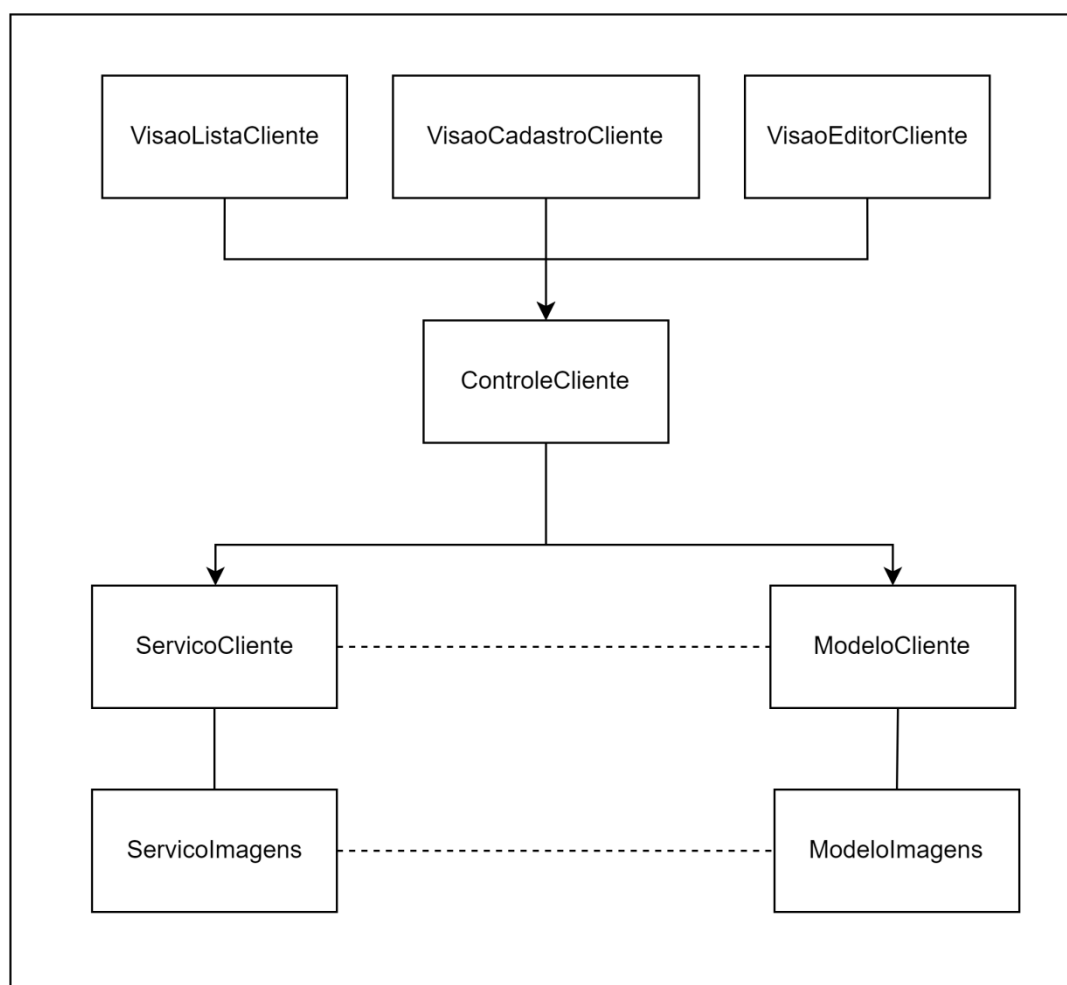 VisaoListaCliente
VisaoCadastroCliente
VisaoEditorCliente
ControleCliente
ServicoCliente
ModeloCliente
ServicoImagens
ModeloImagens